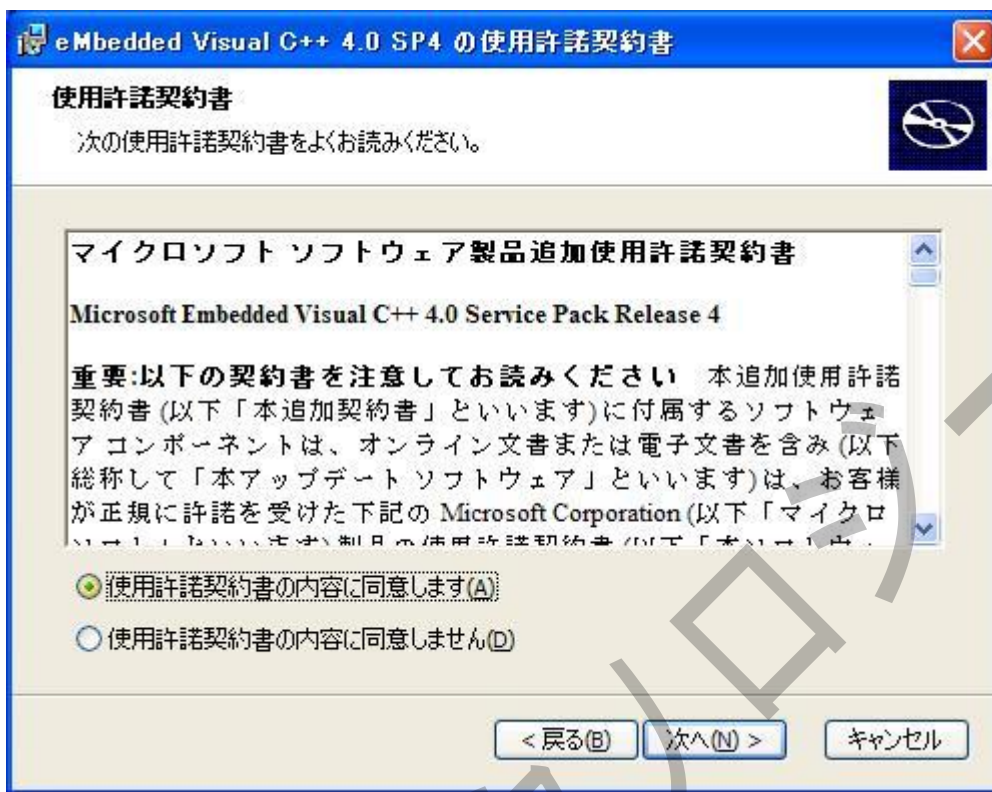 eMbedded Visual C++ 4.0 SP4 の使用許諾契約書
使用許諾契約書
次の使用許諾契約書をよくお読みください。
マイクロソフト ソフトウェア製品追加使用許諾契約書
Microsoft Embedded Visual C++ 4.0 Service Pack Release 4
重要:以下の契約書を注意してお読みください 本追加使用許諾
契約書 (以下「本追加契約書」といいます)に付属するソフトウェ
ア コンポーネントは、オンライン文書または電子文書を含み (以下
総称して「本アップデート ソフトウェア」といいます)は、お客様
が正規に許諾を受けた下記の Microsoft Corporation (以下「マイクロ
使用許諾契約書の内容に同意します(A)
使用許諾契約書の内容に同意しません(D)
< 戻る(B) 次へ(N) > キャンセル